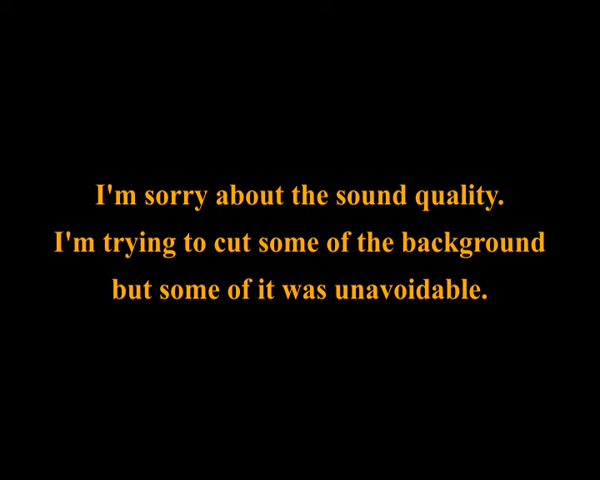 I'm sorry about the sound quality.
I'm trying to cut some of the background
but some of it was unavoidable.